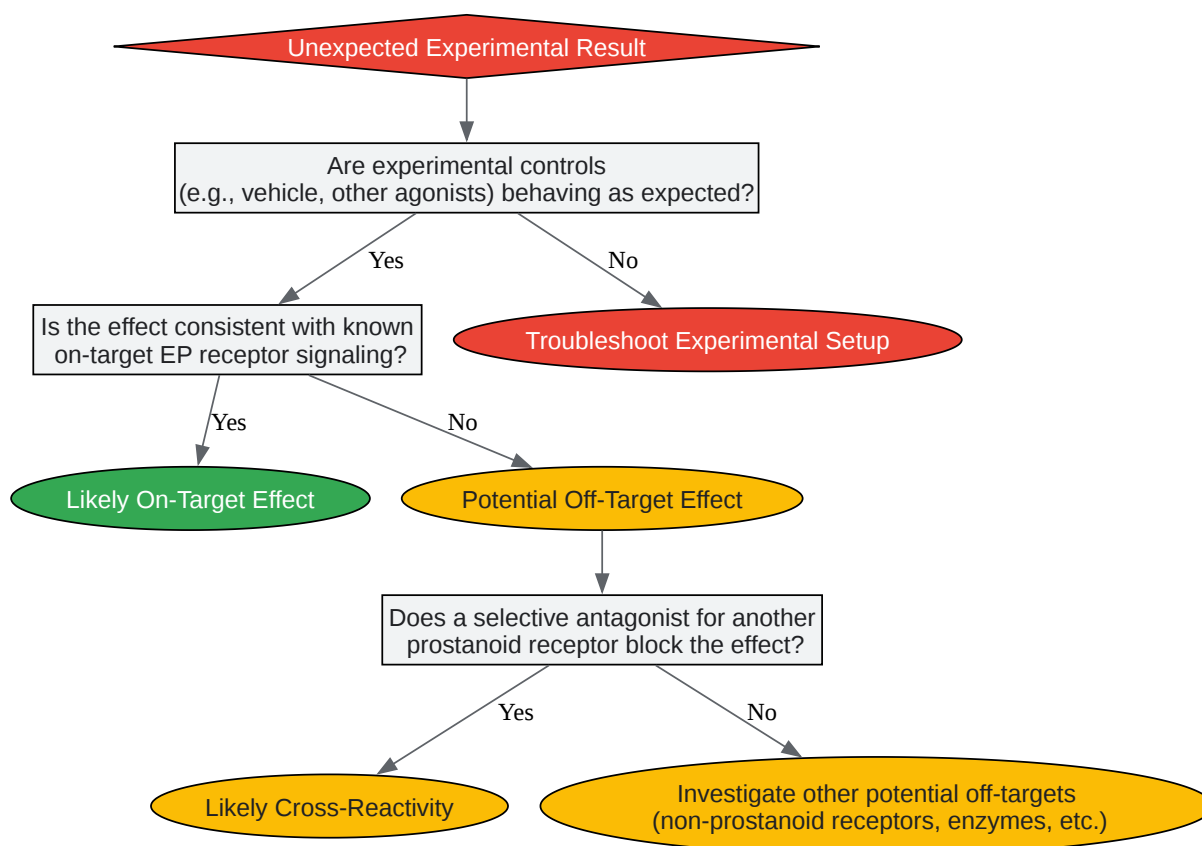 Unexpected Experimental Result
Are experimental controls
(e.g., vehicle, other agonists) behaving as expected?
Yes
No
Is the effect consistent with known
on-target EP receptor signaling?
Troubleshoot Experimental Setup
Yes
No
Likely On-Target Effect
Potential Off-Target Effect
Does a selective antagonist for another
prostanoid receptor block the effect?
Yes
No
Likely Cross-Reactivity
Investigate other potential off-targets
(non-prostanoid receptors, enzymes, etc.)